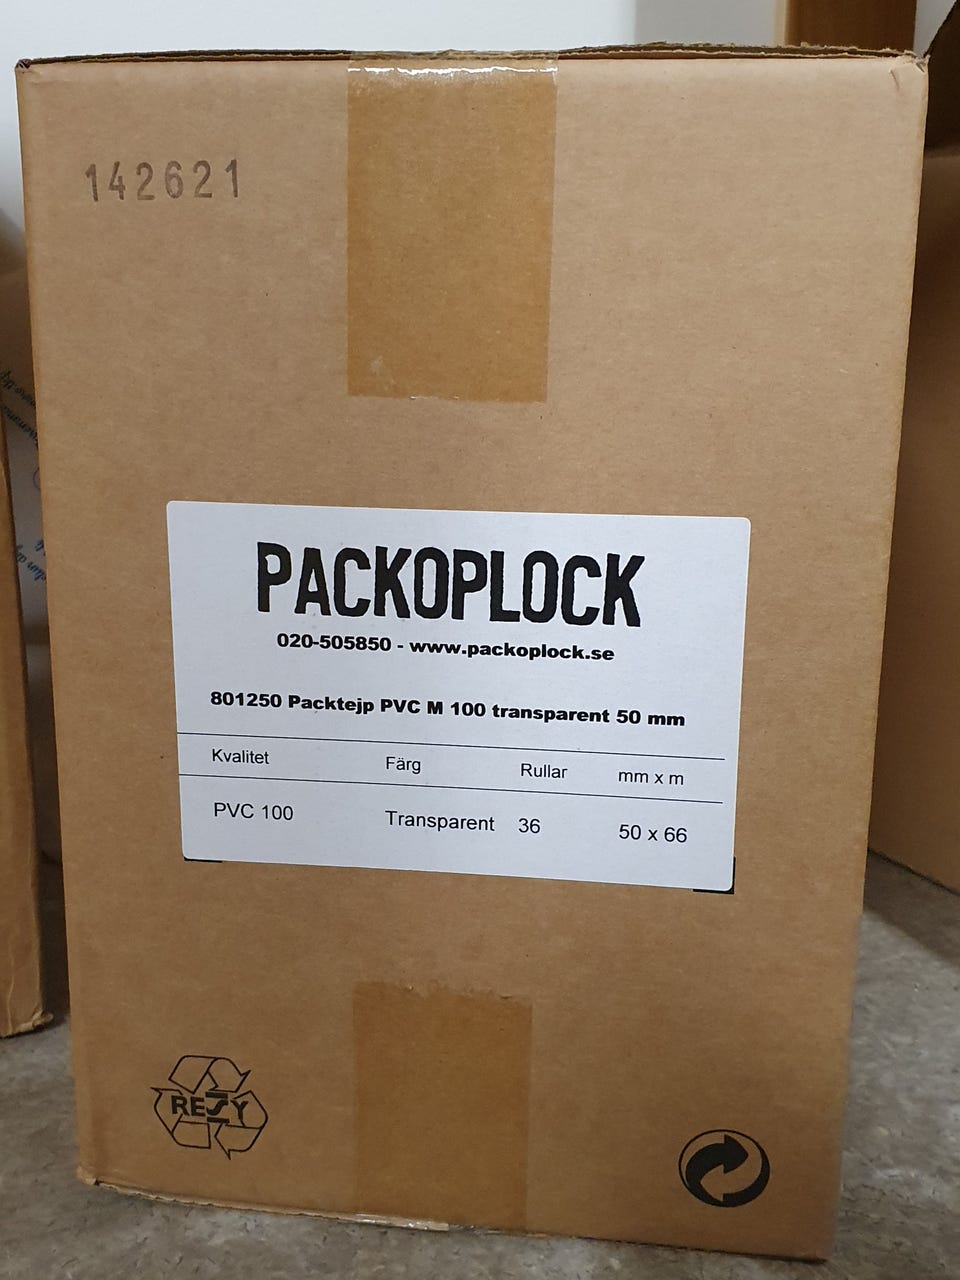 142621
PACKOPLOCK
020-505850 - www.packoplock.se
801250 Packtejp PVC M 100 transparent 50 mm
Kvalitet Färg Rullar mm x m
PVC 100 Transparent 36 50 x 66
RESY